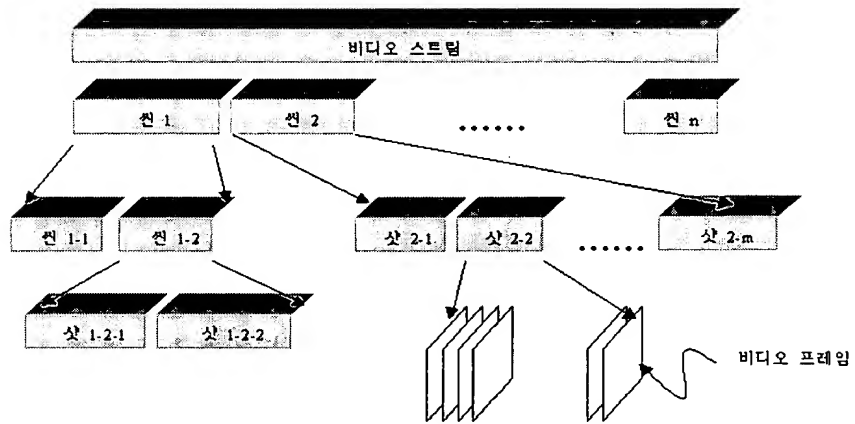 비디오 스트림
씬 1
씬 2
......
씬 n
씬 1-1
씬 1-2
샷 2-1
샷 2-2
......
샷 2-m
샷 1-2-1
샷 1-2-2
비디오 프레임